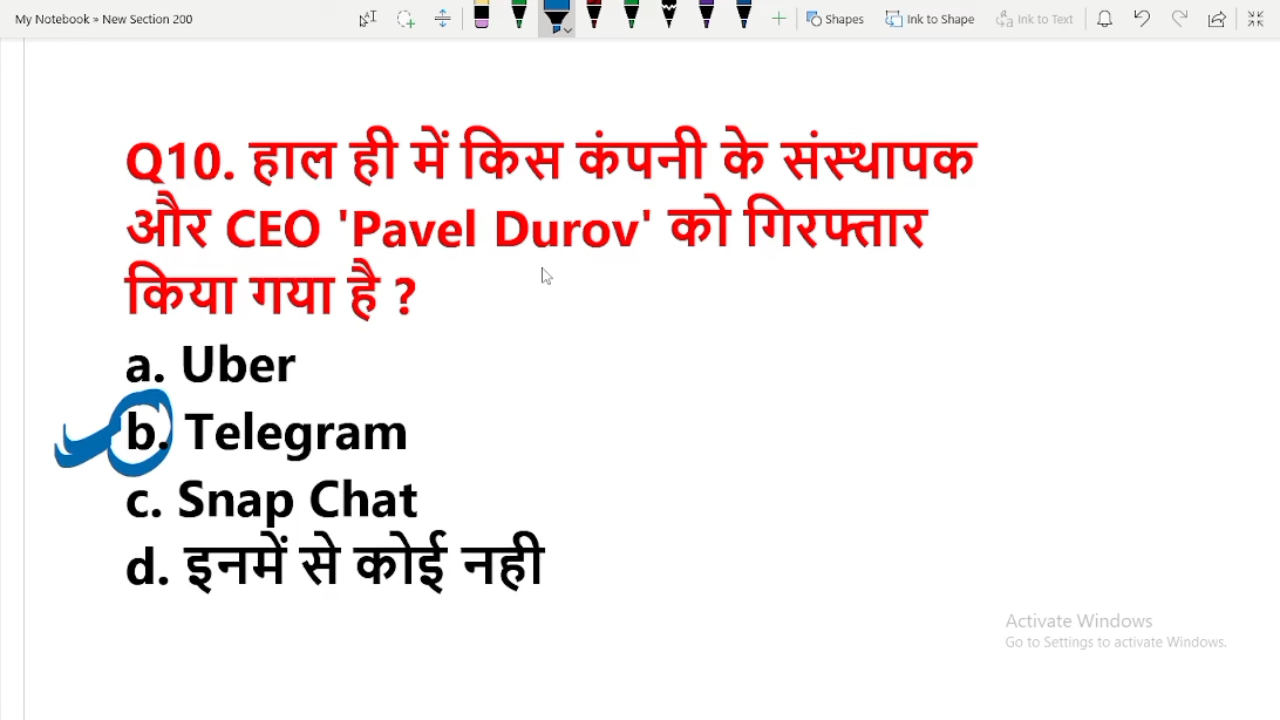 My Notebook » New Section 200
Shapes
Ink to Shape
Ink to Text
Q10. हाल ही में किस कंपनी के संस्थापक
और CEO 'Pavel Durov' को गिरफ्तार
किया गया है ?
a. Uber
b. Telegram
c. Snap Chat
d. इनमें से कोई नही
Activate Windows
Go to Settings to activate Windows.